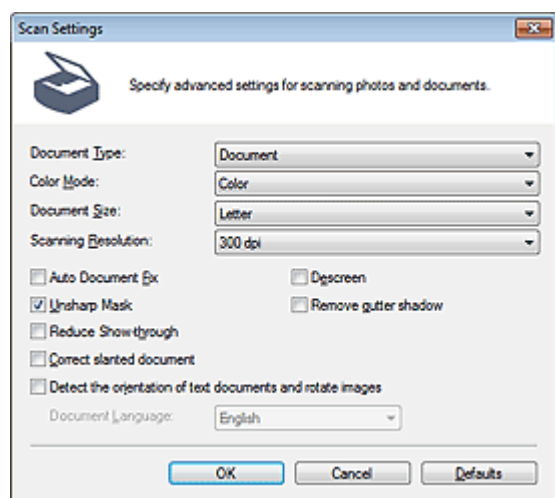 Scan Settings
Specify advanced settings for scanning photos and documents.
Document Type: Document
Color Mode: Color
Document Size: Letter
Scanning Resolution: 300 dpi
Auto Document Fix Descreen
Unsharp Mask Remove gutter shadow
Reduce Show-through
Correct slanted document
Detect the orientation of text documents and rotate images
Document Language: English
OK Cancel Defaults